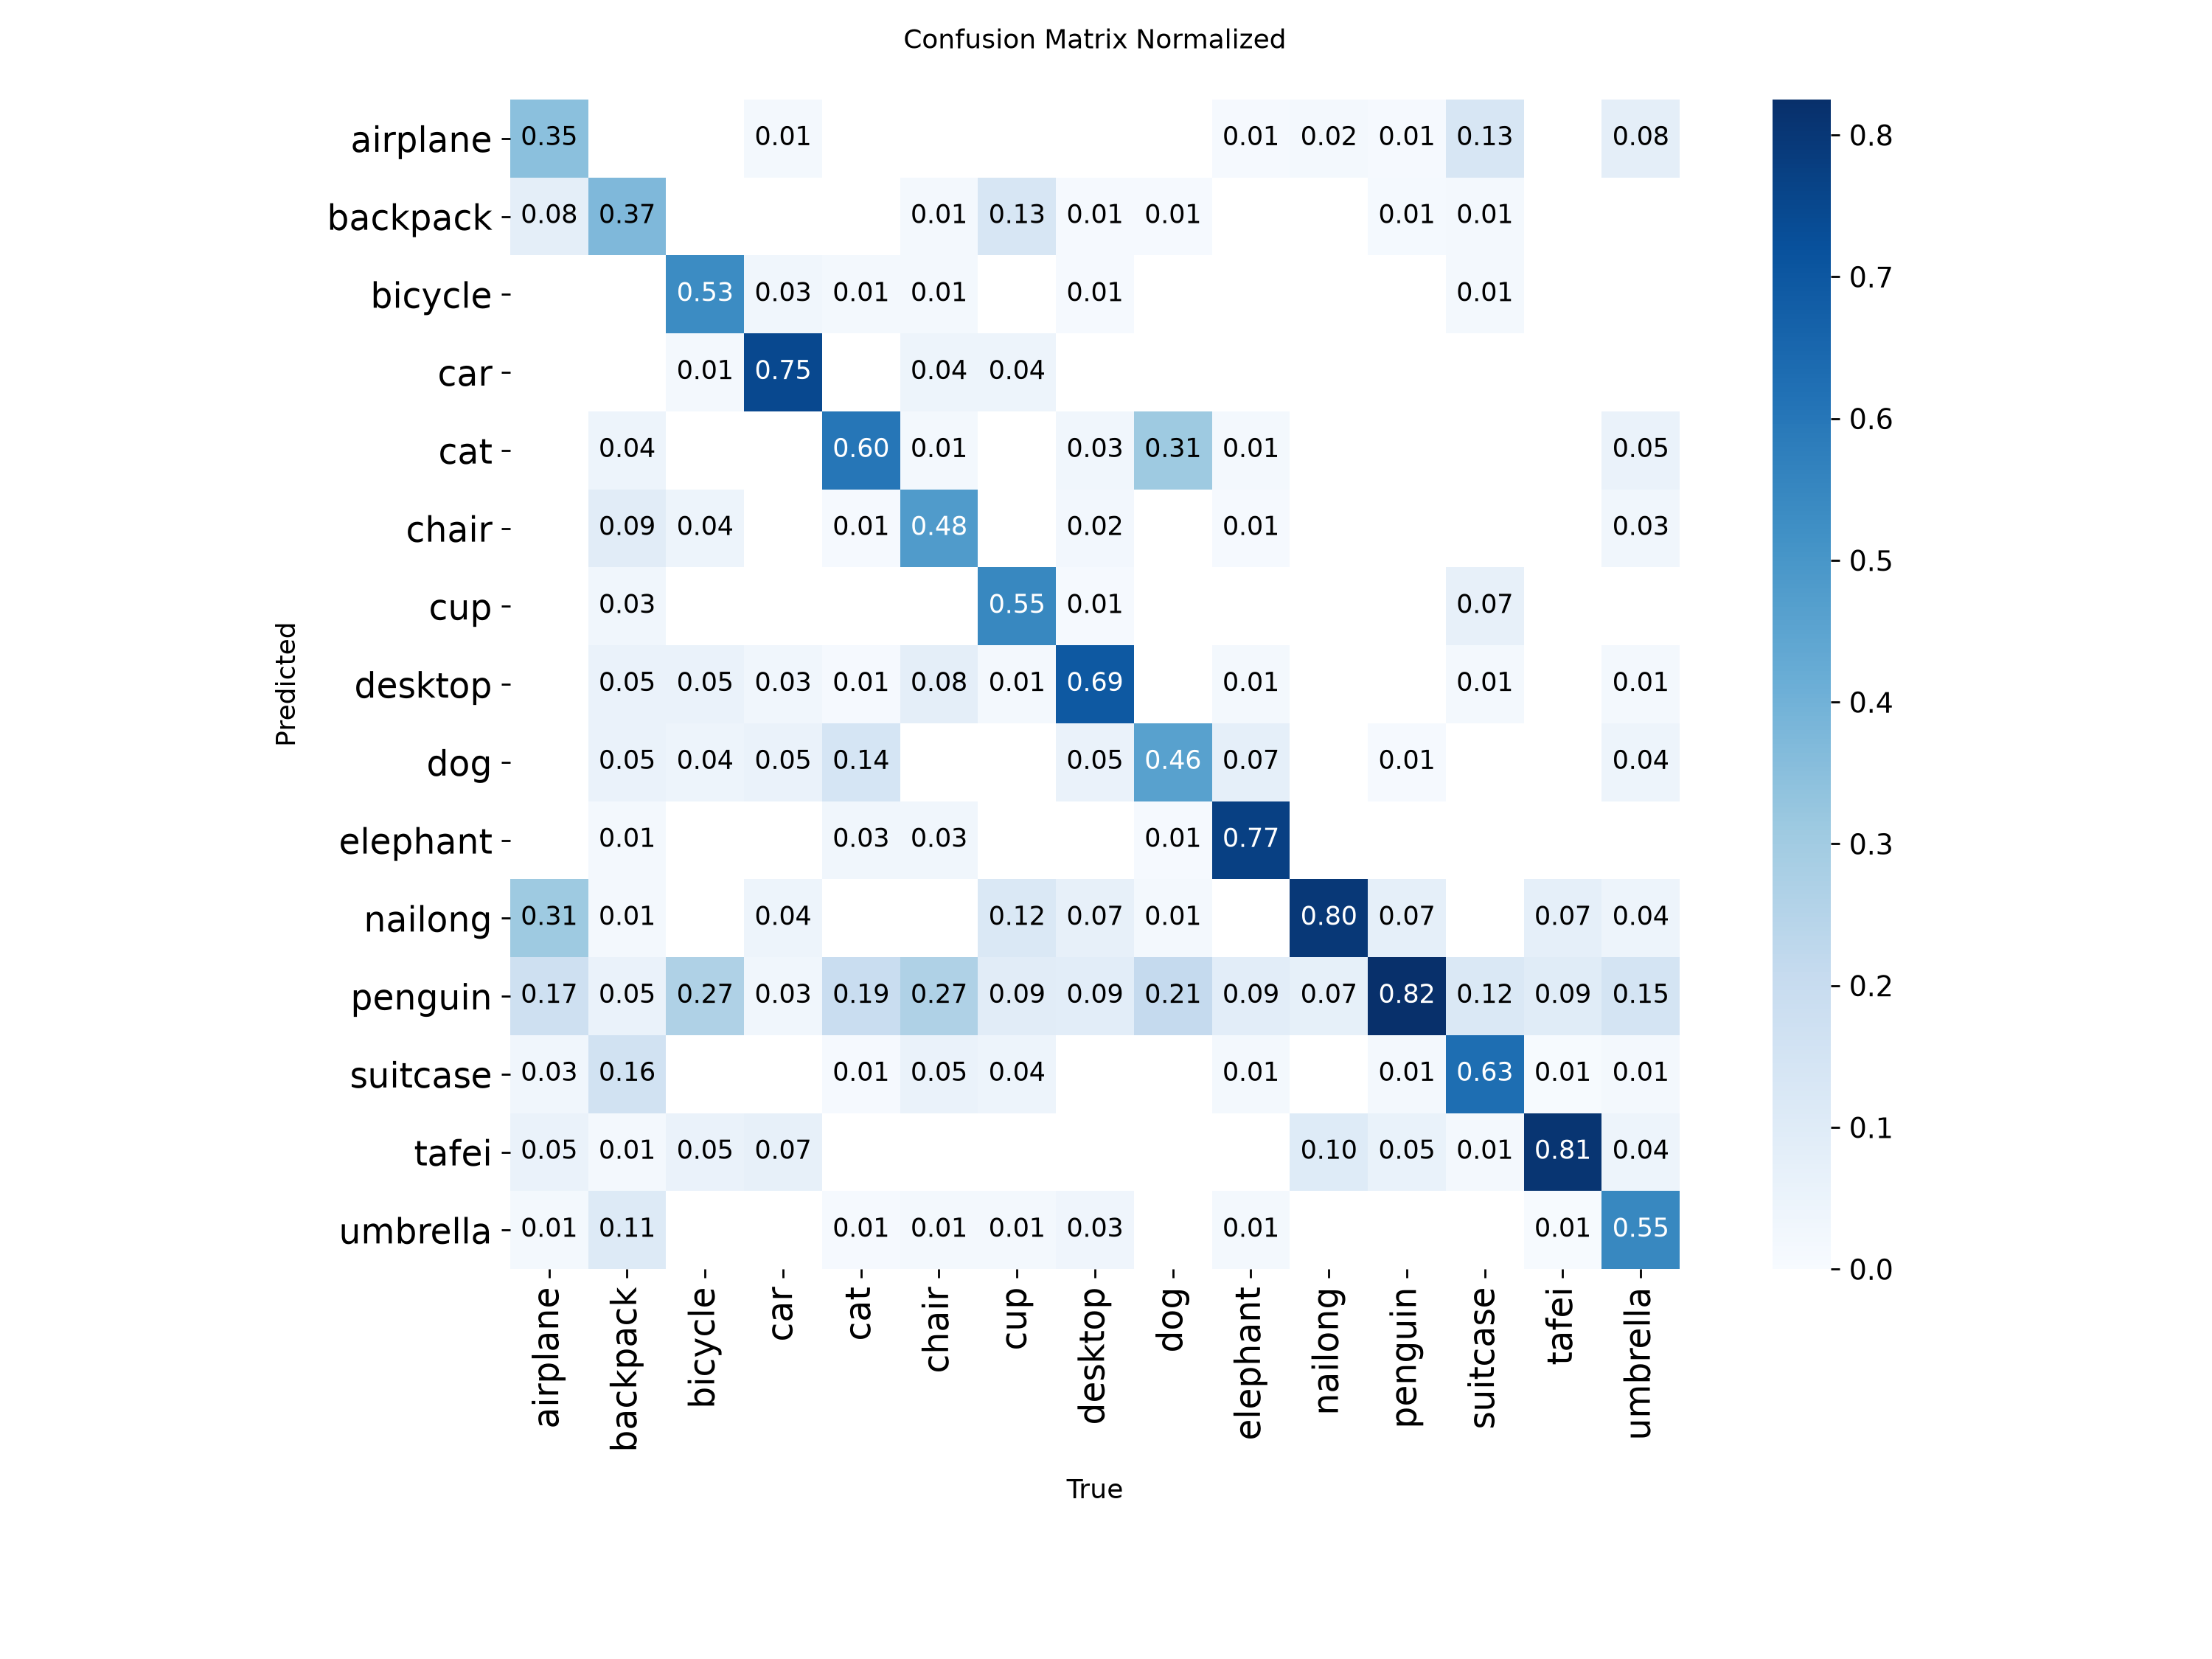 Confusion Matrix Normalized
airplane 0.35 0.01 0.01 0.02 0.01 0.13 0.08
backpack 0.08 0.37 0.01 0.13 0.01 0.01 0.01 0.01
bicycle 0.53 0.03 0.01 0.01 0.01 0.01
car 0.01 0.75 0.04 0.04
cat 0.04 0.60 0.01 0.03 0.31 0.01 0.05
chair 0.09 0.04 0.01 0.48 0.02 0.01 0.03
cup 0.03 0.55 0.01 0.07
desktop 0.05 0.05 0.03 0.01 0.08 0.01 0.69 0.01 0.01 0.01
dog 0.05 0.04 0.05 0.14 0.05 0.46 0.07 0.01 0.04
elephant 0.01 0.03 0.03 0.01 0.77
nailong 0.31 0.01 0.04 0.12 0.07 0.01 0.80 0.07 0.07 0.04
penguin 0.17 0.05 0.27 0.03 0.19 0.27 0.09 0.09 0.21 0.09 0.07 0.82 0.12 0.09 0.15
suitcase 0.03 0.16 0.01 0.05 0.04 0.01 0.01 0.63 0.01 0.01
tafei 0.05 0.01 0.05 0.07 0.10 0.05 0.01 0.81 0.04
umbrella 0.01 0.11 0.01 0.01 0.01 0.03 0.01 0.01 0.55
airplane backpack bicycle car cat chair cup desktop dog elephant nailong penguin suitcase tafei umbrella
True
Predicted
0.8
0.7
0.6
0.5
0.4
0.3
0.2
0.1
0.0